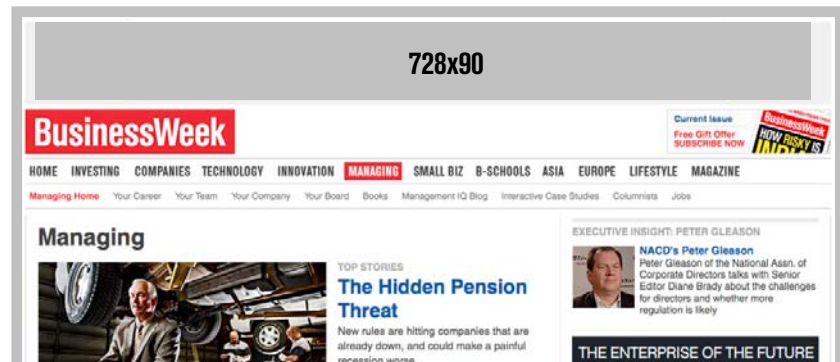 728x90
BusinessWeek
Current Issue
Free Gift Offer
SUBSCRIBE NOW
BusinessWeek
HOW RISKY IS
INDIA
HOME INVESTING COMPANIES TECHNOLOGY INNOVATION MANAGING SMALL BIZ B-SCHOOLS ASIA EUROPE LIFESTYLE MAGAZINE
Managing Home Your Career Your Team Your Company Your Board Books Management IQ Blog Interactive Case Studies Columnists Jobs
Managing
TOP STORIES
The Hidden Pension
Threat
New rules are hitting companies that are
already down, and could make a painful
recession worse
EXECUTIVE INSIGHT: PETER GLEASON
NACD's Peter Gleason
Peter Gleason of the National Assn. of
Corporate Directors talks with Senior
Editor Diane Brady about the challenges
for directors and whether more
regulation is likely
THE ENTERPRISE OF THE FUTURE